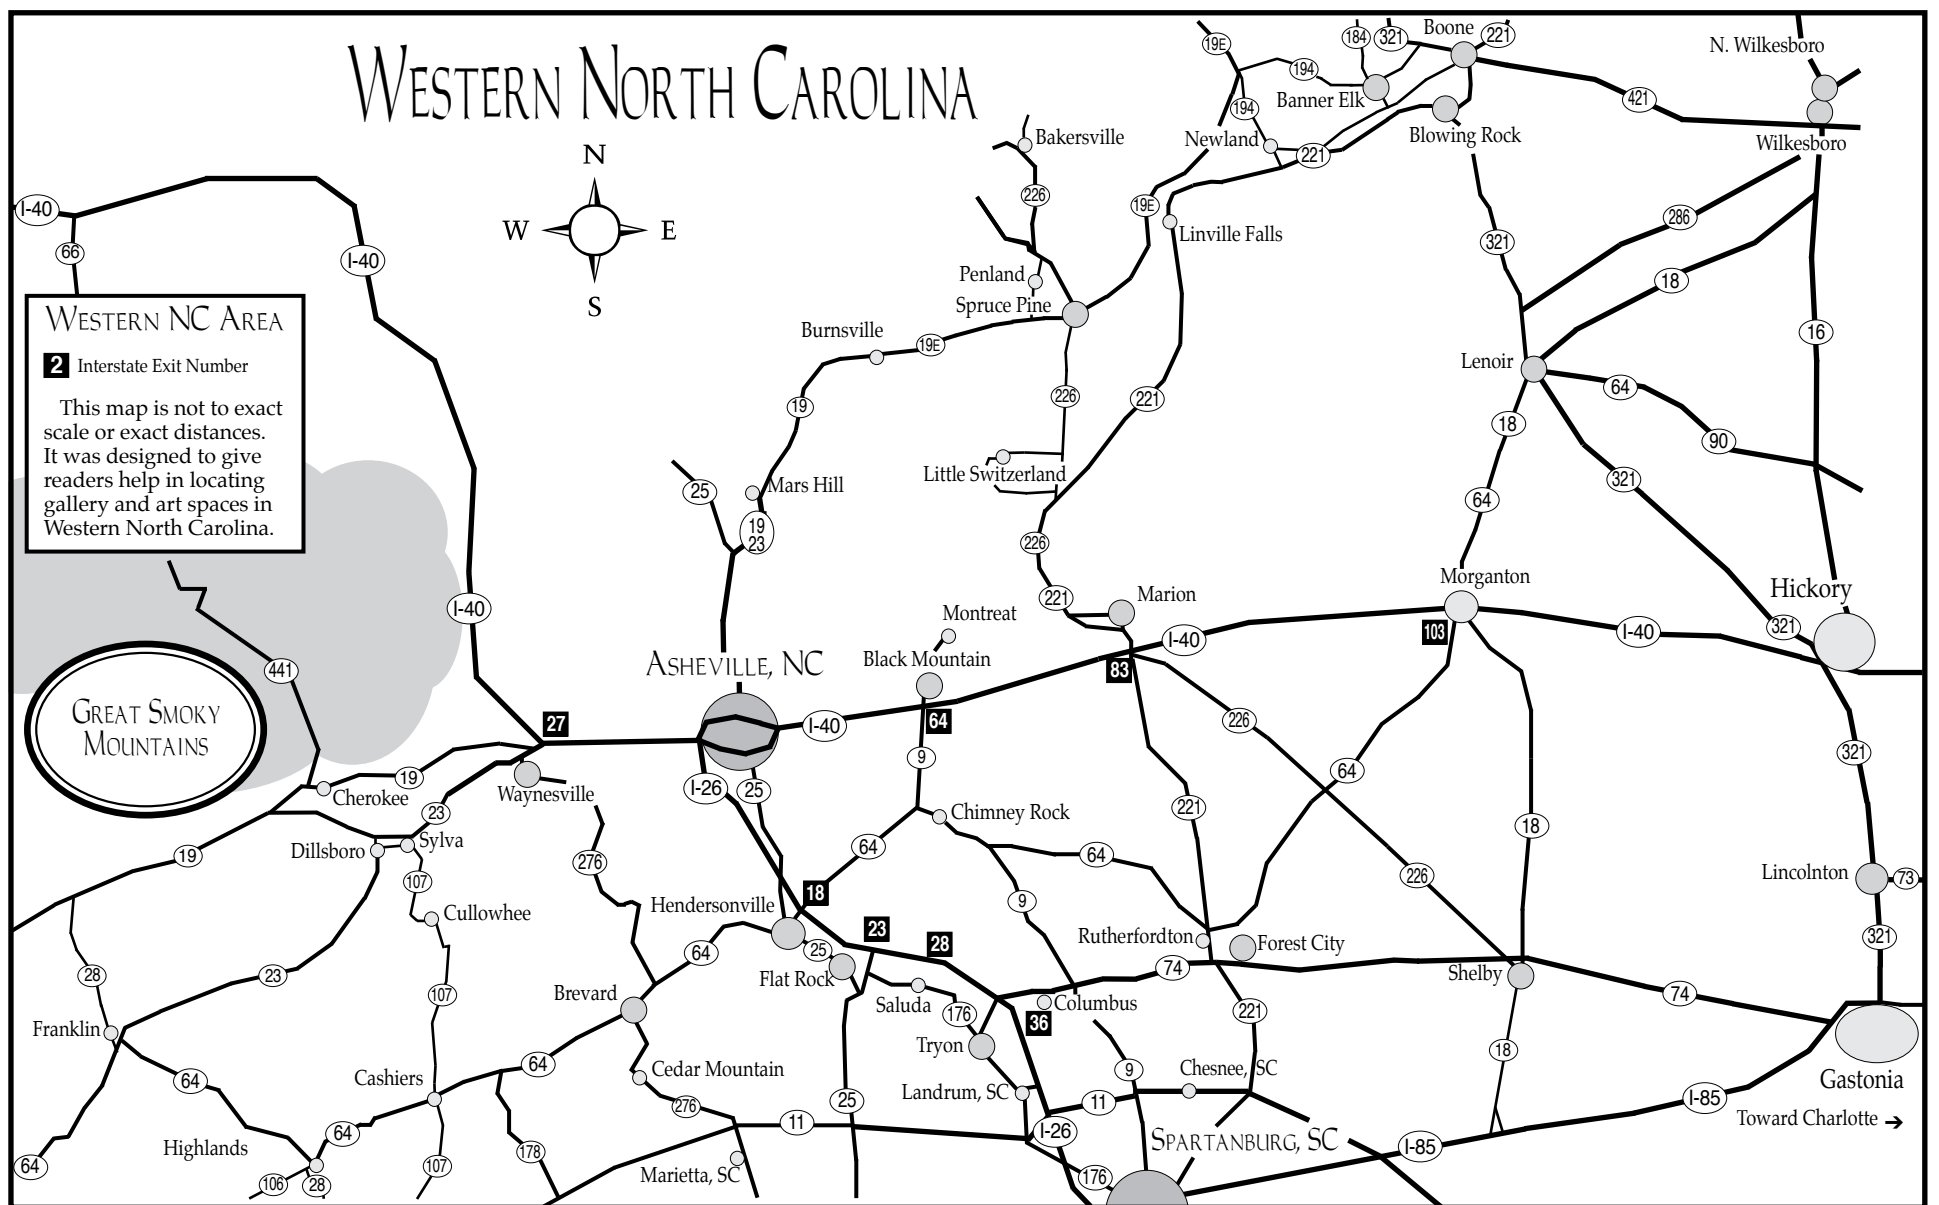 WESTERN NORTH CAROLINA
N
W
E
S
19E
184
321
Boone
221
N. Wilkesboro
194
Banner Elk
421
194
Newland
Blowing Rock
Wilkesboro
221
Bakersville
226
19E
Linville Falls
286
321
I-40
66
I-40
Penland
18
Spruce Pine
WESTERN NC AREA
2 Interstate Exit Number
This map is not to exact
scale or exact distances.
It was designed to give
readers help in locating
gallery and art spaces in
Western North Carolina.
Burnsville
19E
16
Lenoir
64
226
221
19
18
90
Little Switzerland
321
25
Mars Hill
64
19
23
226
Morganton
Hickory
221
Marion
I-40
Montreat
321
I-40
103
I-40
ASHEVILLE, NC
Black Mountain
83
441
GREAT SMOKY
MOUNTAINS
27
I-40
64
226
9
321
64
19
Cherokee
Waynesville
I-26
25
23
Chimney Rock
221
18
Dillsboro
Sylva
19
276
64
64
107
226
Lincolnton
73
18
Hendersonville
9
Cullowhee
23
28
Rutherfordton
Forest City
321
64
25
28
23
Flat Rock
74
Shelby
107
Brevard
Saluda
Columbus
74
176
36
221
Franklin
Tryon
18
64
Cedar Mountain
9
Chesnee, SC
64
Cashiers
Landrum, SC
Gastonia
276
25
11
I-85
11
Toward Charlotte →
64
I-26
SPARTANBURG, SC
Highlands
178
I-85
64
107
Marietta, SC
176
106
28